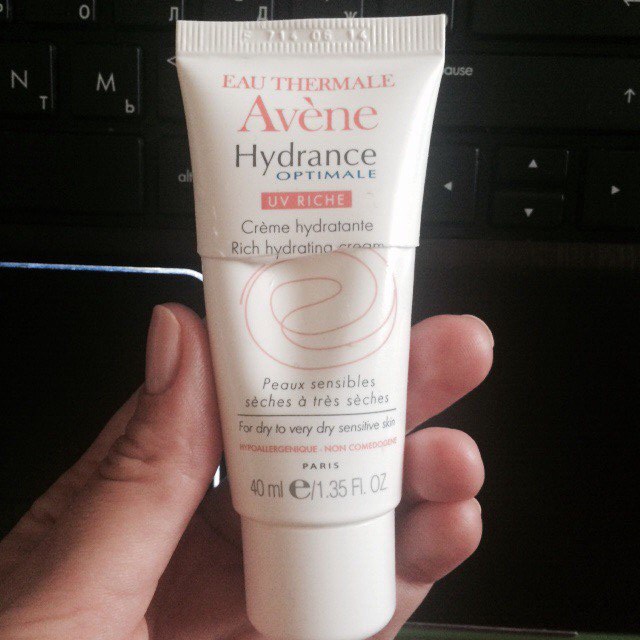 EAU THERMALE
Avène
Hydrance
OPTIMALE
UV RICHE
Crème hydratante
Rich hydrating cream
Peaux sensibles
sèches à très sèches
For dry to very dry sensitive skin
HYPOALLERGENIQUE - NON COMEDOGENE
PARIS
40 ml e/1.35 Fl. OZ
N
Т
M
Ь
alt